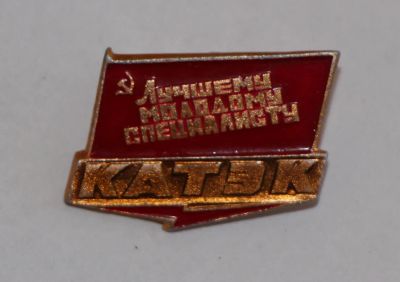 Лучшему
молодому
специалисту
КАТЭК